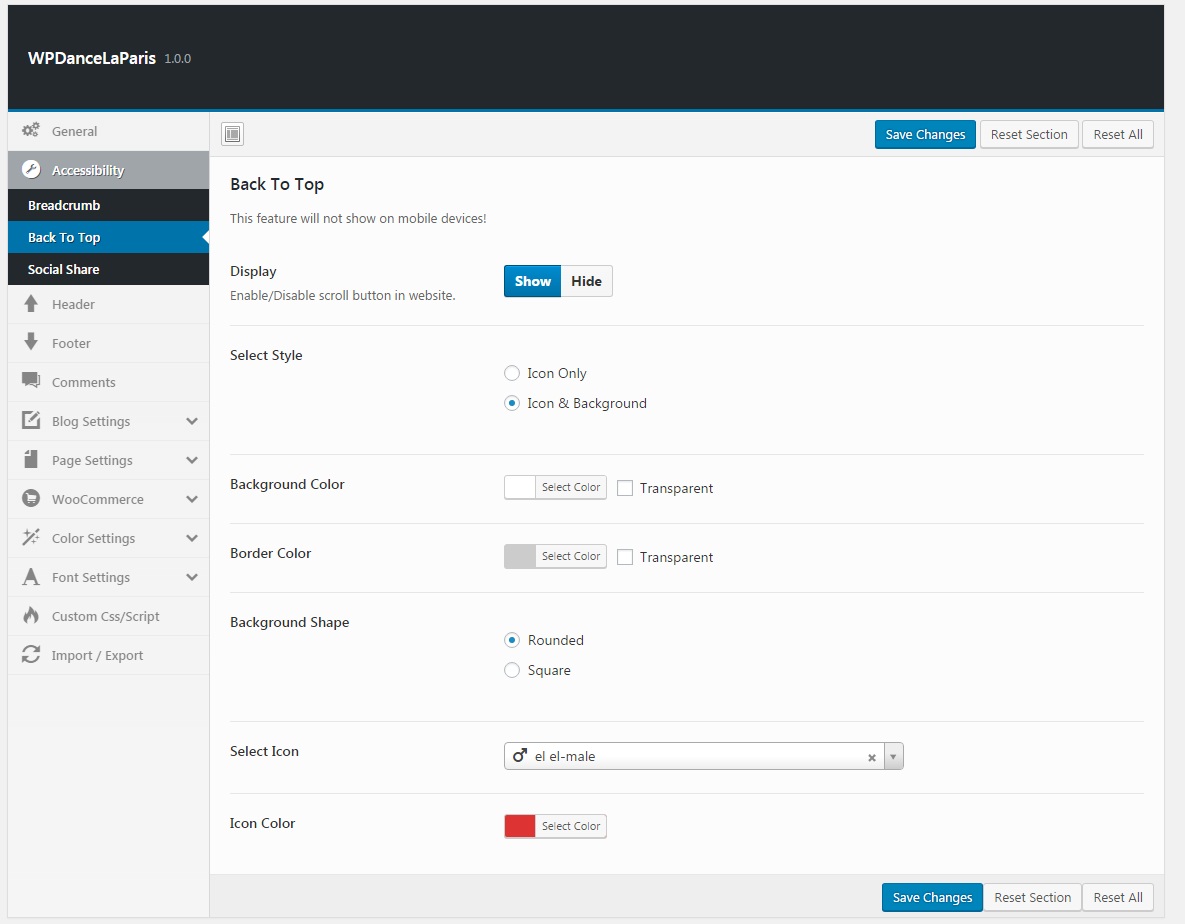 WPDanceLaParis 1.0.0
General
Accessibility
Breadcrumb
Back To Top
Social Share
Header
Footer
Comments
Blog Settings
Page Settings
WooCommerce
Color Settings
Font Settings
Custom Css/Script
Import / Export
Save Changes Reset Section Reset All
Back To Top
This feature will not show on mobile devices!
Display
Enable/Disable scroll button in website.
Show Hide
Select Style
Icon Only
Icon & Background
Background Color
Select Color Transparent
Border Color
Select Color Transparent
Background Shape
Rounded
Square
Select Icon
el el-male
Icon Color
Select Color
Save Changes Reset Section Reset All